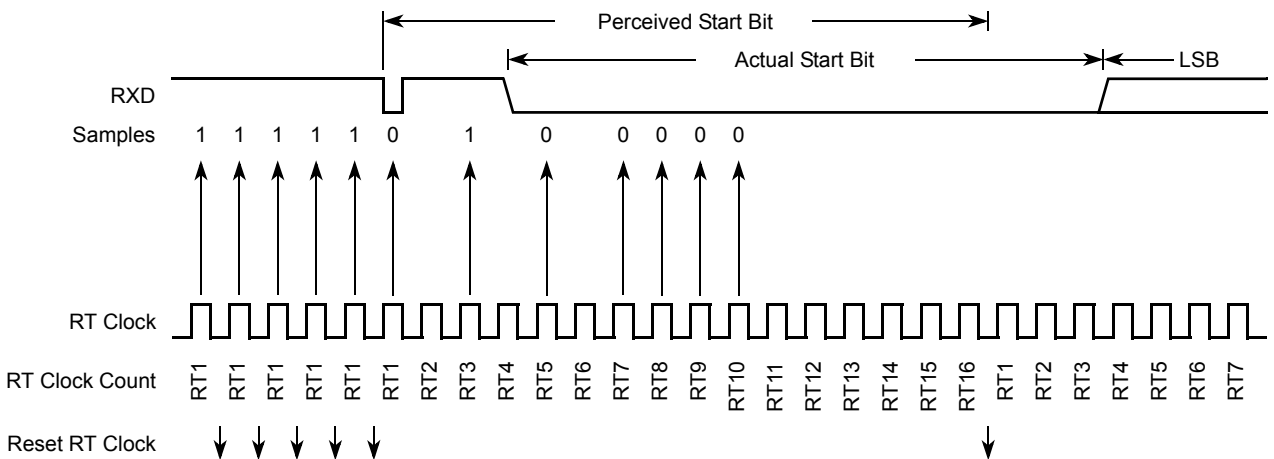 Perceived Start Bit
Actual Start Bit LSB
RXD
Samples 1 1 1 1 1 0 1 0 0 0 0 0
RT Clock
RT Clock Count RT1 RT1 RT1 RT1 RT1 RT1 RT2 RT3 RT4 RT5 RT6 RT7 RT8 RT9 RT10 RT11 RT12 RT13 RT14 RT15 RT16 RT1 RT2 RT3 RT4 RT5 RT6 RT7
Reset RT Clock